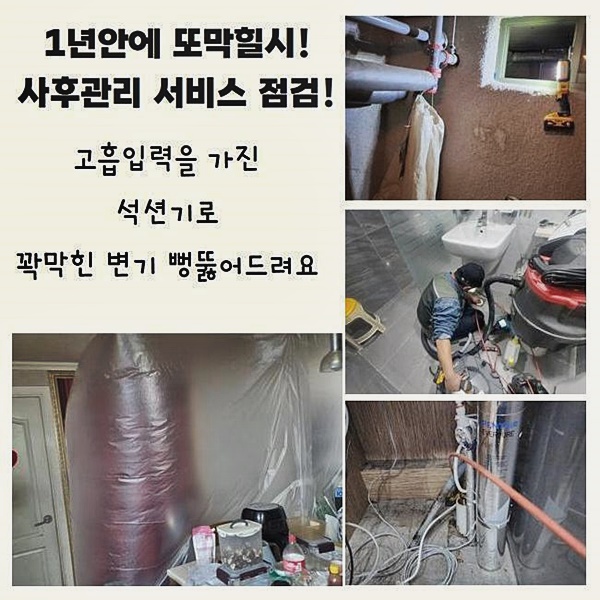 1년안에 또막힐시!
사후관리 서비스 점검!
고흡입력을 가진
석션기로
꽉막힌 변기 뻥뚫어드려요